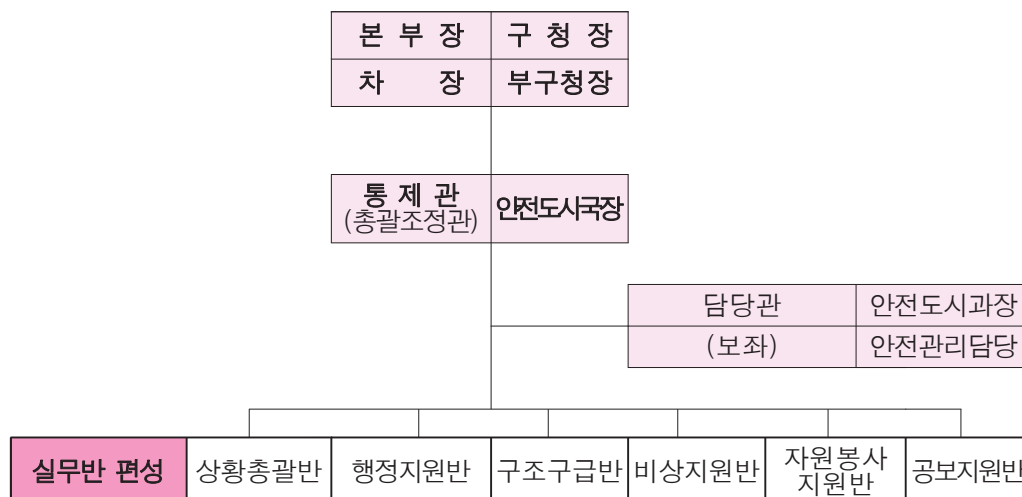 본 부 장 구 청 장
차 장 부구청장
통 제 관 안전도시국장
(총괄조정관)
담당관 안전도시과장
(보좌) 안전관리담당
실무반 편성 상황총괄반 행정지원반 구조구급반 비상지원반 자원봉사 공보지원반
지원반